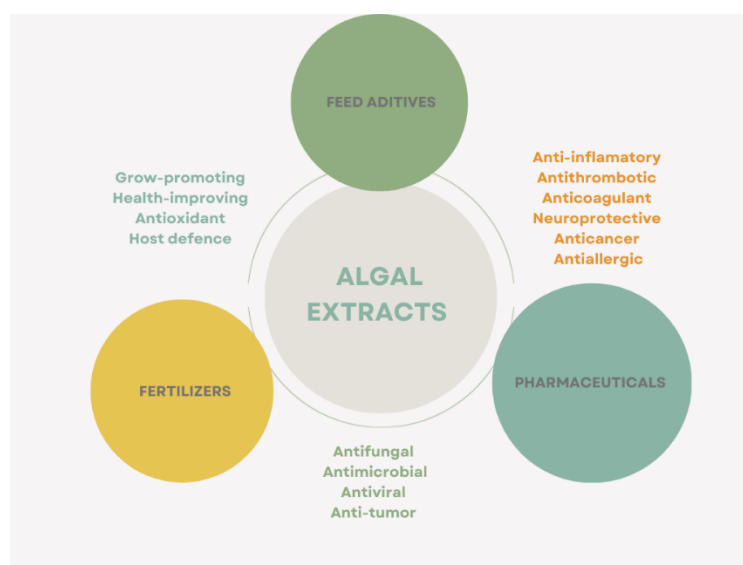 FEED ADITIVES
Grow-promoting
Health-improving
Antioxidant
Host defence
Anti-inflamatory
Antithrombotic
Anticoagulant
Neuroprotective
Anticancer
Antiallergic
ALGAL
EXTRACTS
FERTILIZERS
PHARMACEUTICALS
Antifungal
Antimicrobial
Antiviral
Anti-tumor